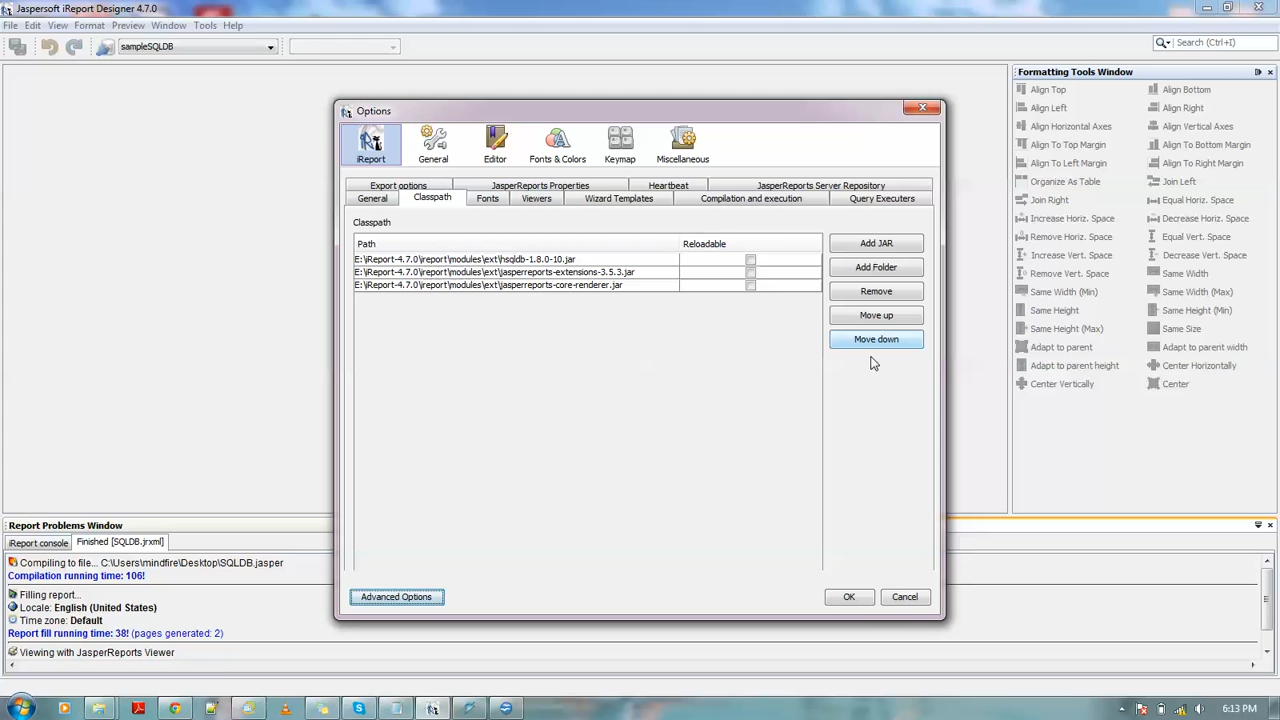 Jaspersoft iReport Designer 4.7.0
File Edit View Format Preview Window Tools Help
sampleSQLDB
Search (Ctrl+I)
Formatting Tools Window
Align Top Align Bottom
Align Left Align Right
Align Horizontal Axes Align Vertical Axes
Align To Top Margin Align To Bottom Margin
Align To Left Margin Align To Right Margin
Organize As Table Join Left
Join Right Equal Horiz. Space
Increase Horiz. Space Decrease Horiz. Space
Remove Horiz. Space Equal Vert. Space
Increase Vert. Space Decrease Vert. Space
Remove Vert. Space Same Width
Same Width (Min) Same Width (Max)
Same Height Same Height (Min)
Same Height (Max) Same Size
Adapt to parent Adapt to parent width
Adapt to parent height Center Horizontally
Center Vertically Center
Options
iReport General Editor Fonts & Colors Keymap Miscellaneous
Export options JasperReports Properties Heartbeat JasperReports Server Repository
General Classpath Fonts Viewers Wizard Templates Compilation and execution Query Executers
Classpath
Path Reloadable
E:\iReport-4.7.0\ireport\modules\ext\hsqldb-1.8.0-10.jar
E:\iReport-4.7.0\ireport\modules\ext\jasperreports-extensions-3.5.3.jar
E:\iReport-4.7.0\ireport\modules\ext\jasperreports-core-renderer.jar
Add JAR
Add Folder
Remove
Move up
Move down
Advanced Options OK Cancel
Report Problems Window
iReport console Finished [SQLDB.jrxml]
Compiling to file... C:\Users\mindfire\Desktop\SQLDB.jasper
Compilation running time: 106!
Filling report...
Locale: English (United States)
Time zone: Default
Report fill running time: 38! (pages generated: 2)
Viewing with JasperReports Viewer
6:13 PM